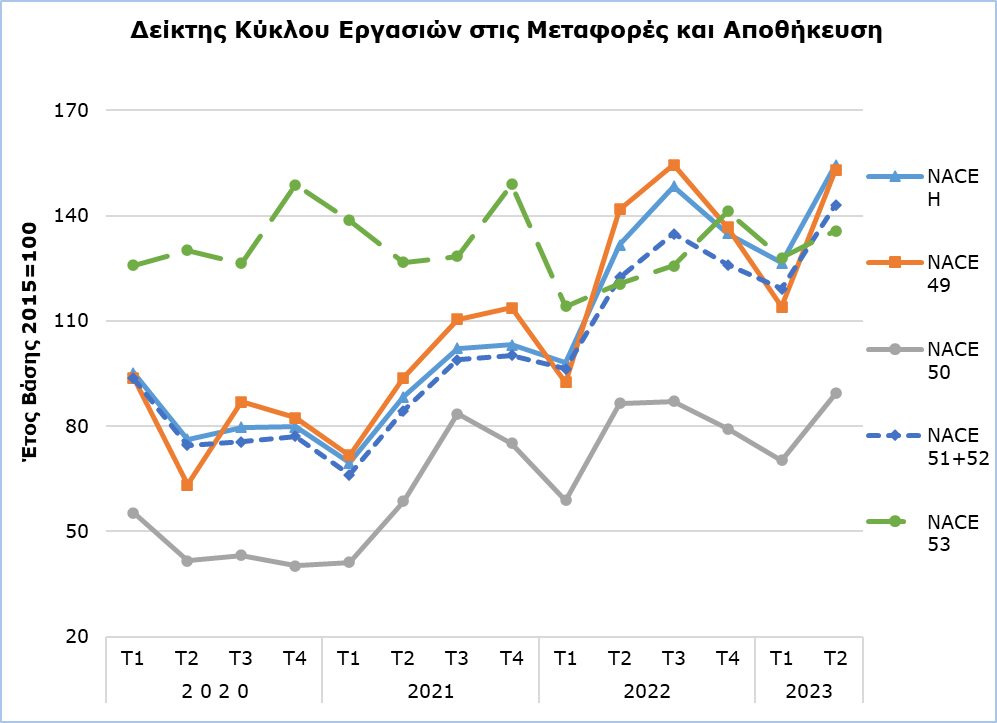 Δείκτης Κύκλου Εργασιών στις Μεταφορές και Αποθήκευση
Έτος Βάσης 2015=100
170
140
110
80
50
20
T1 T2 T3 T4 T1 T2 T3 T4 T1 T2 T3 T4 T1 T2
2 0 2 0 2021 2022 2023
NACE
H
NACE
49
NACE
50
NACE
51+52
NACE
53